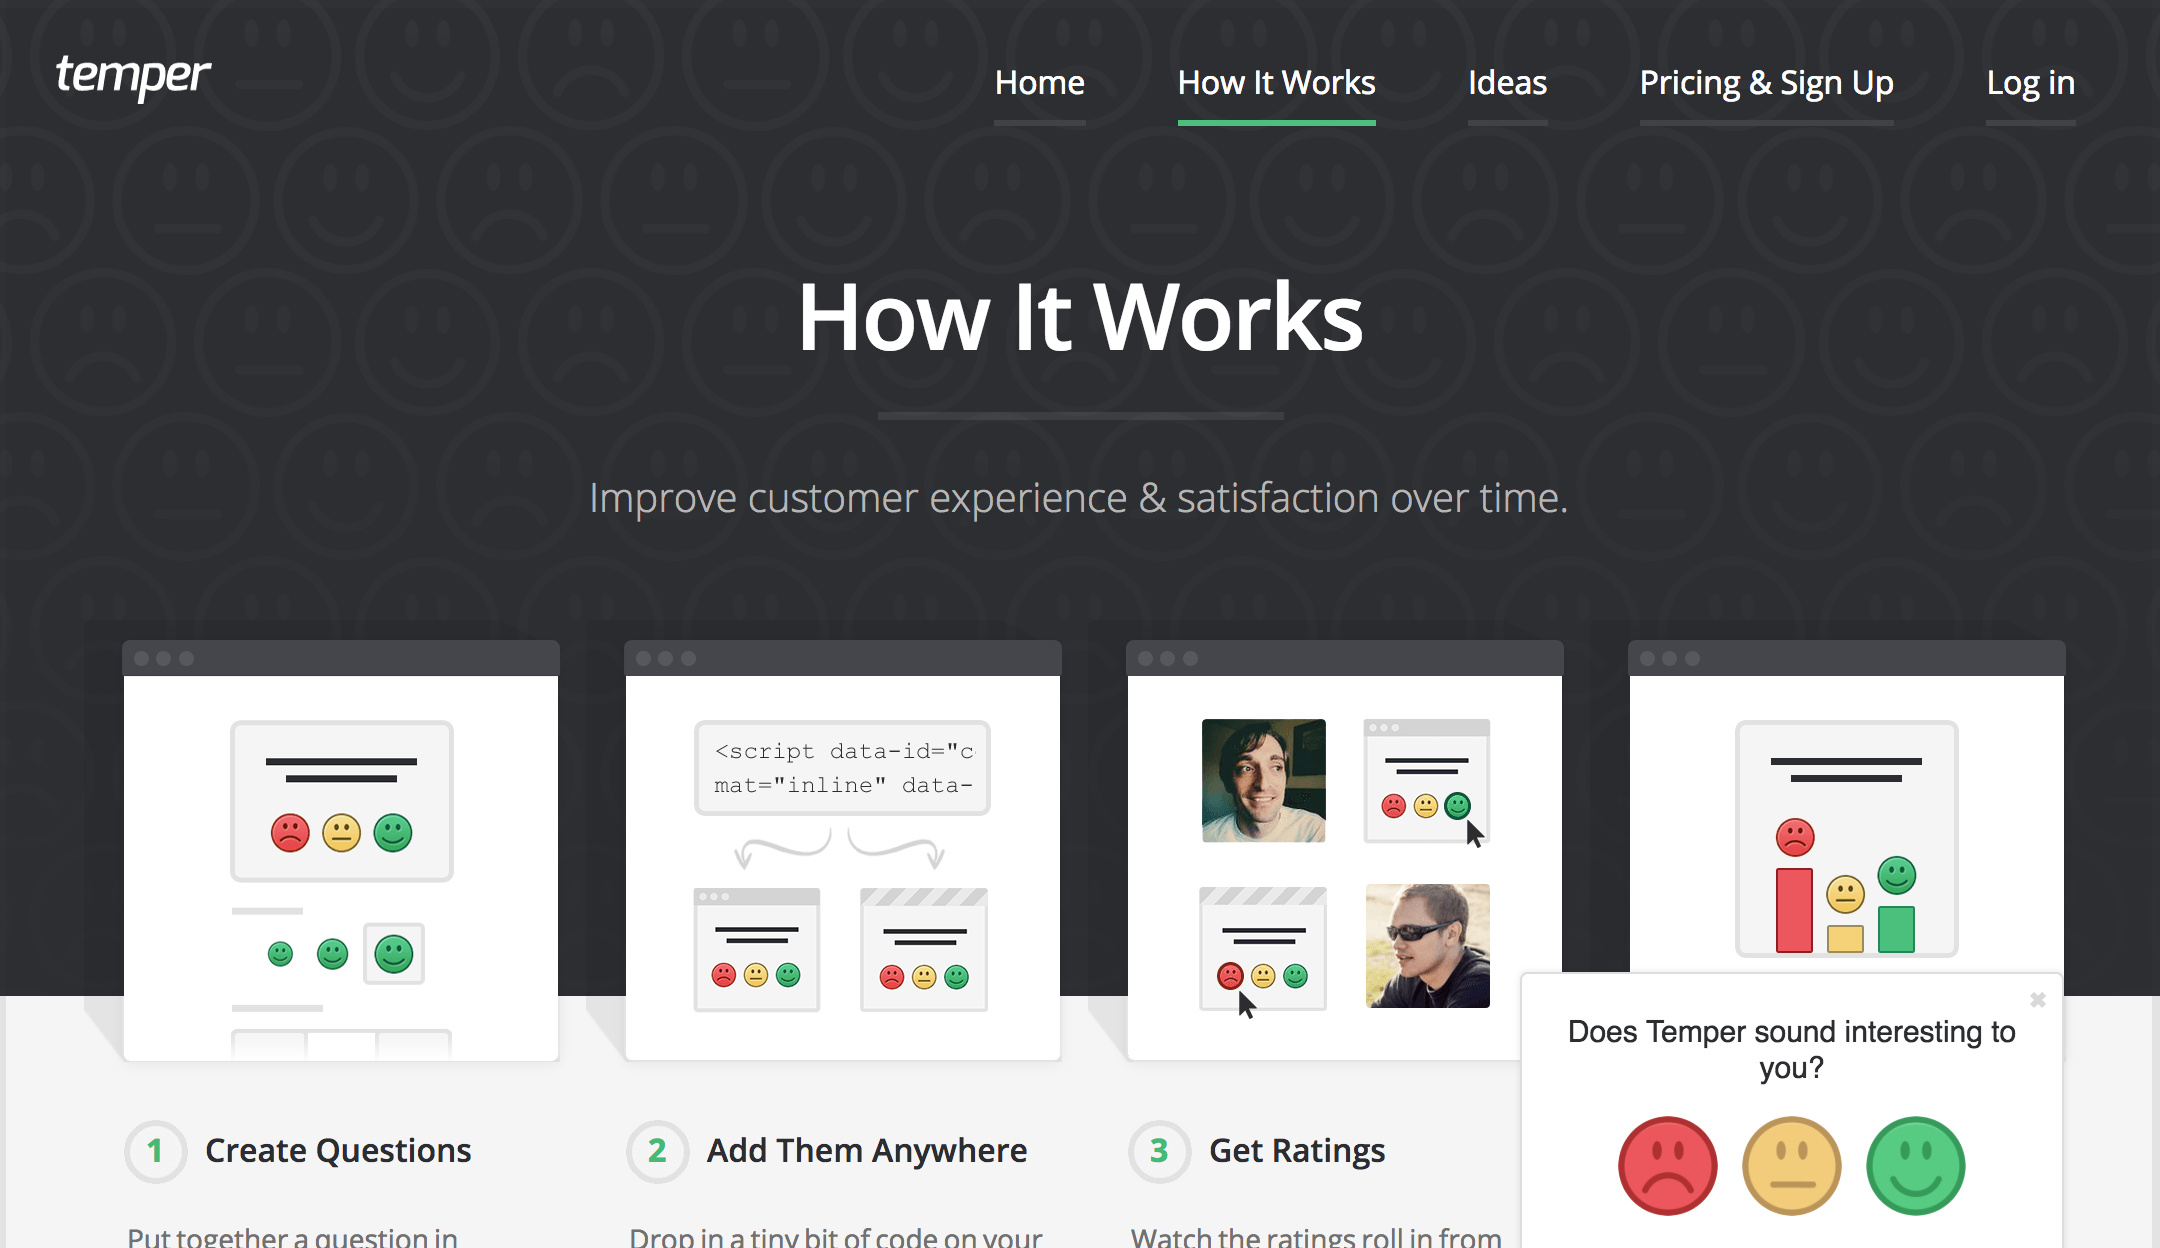 temper
Home
How It Works
Ideas
Pricing & Sign Up
Log in
How It Works
Improve customer experience & satisfaction over time.
<script data-id="c
mat="inline" data-
1 Create Questions
Put together a question in
2 Add Them Anywhere
Drop in a tiny bit of code on your
3 Get Ratings
Watch the ratings roll in from
Does Temper sound interesting to
you?